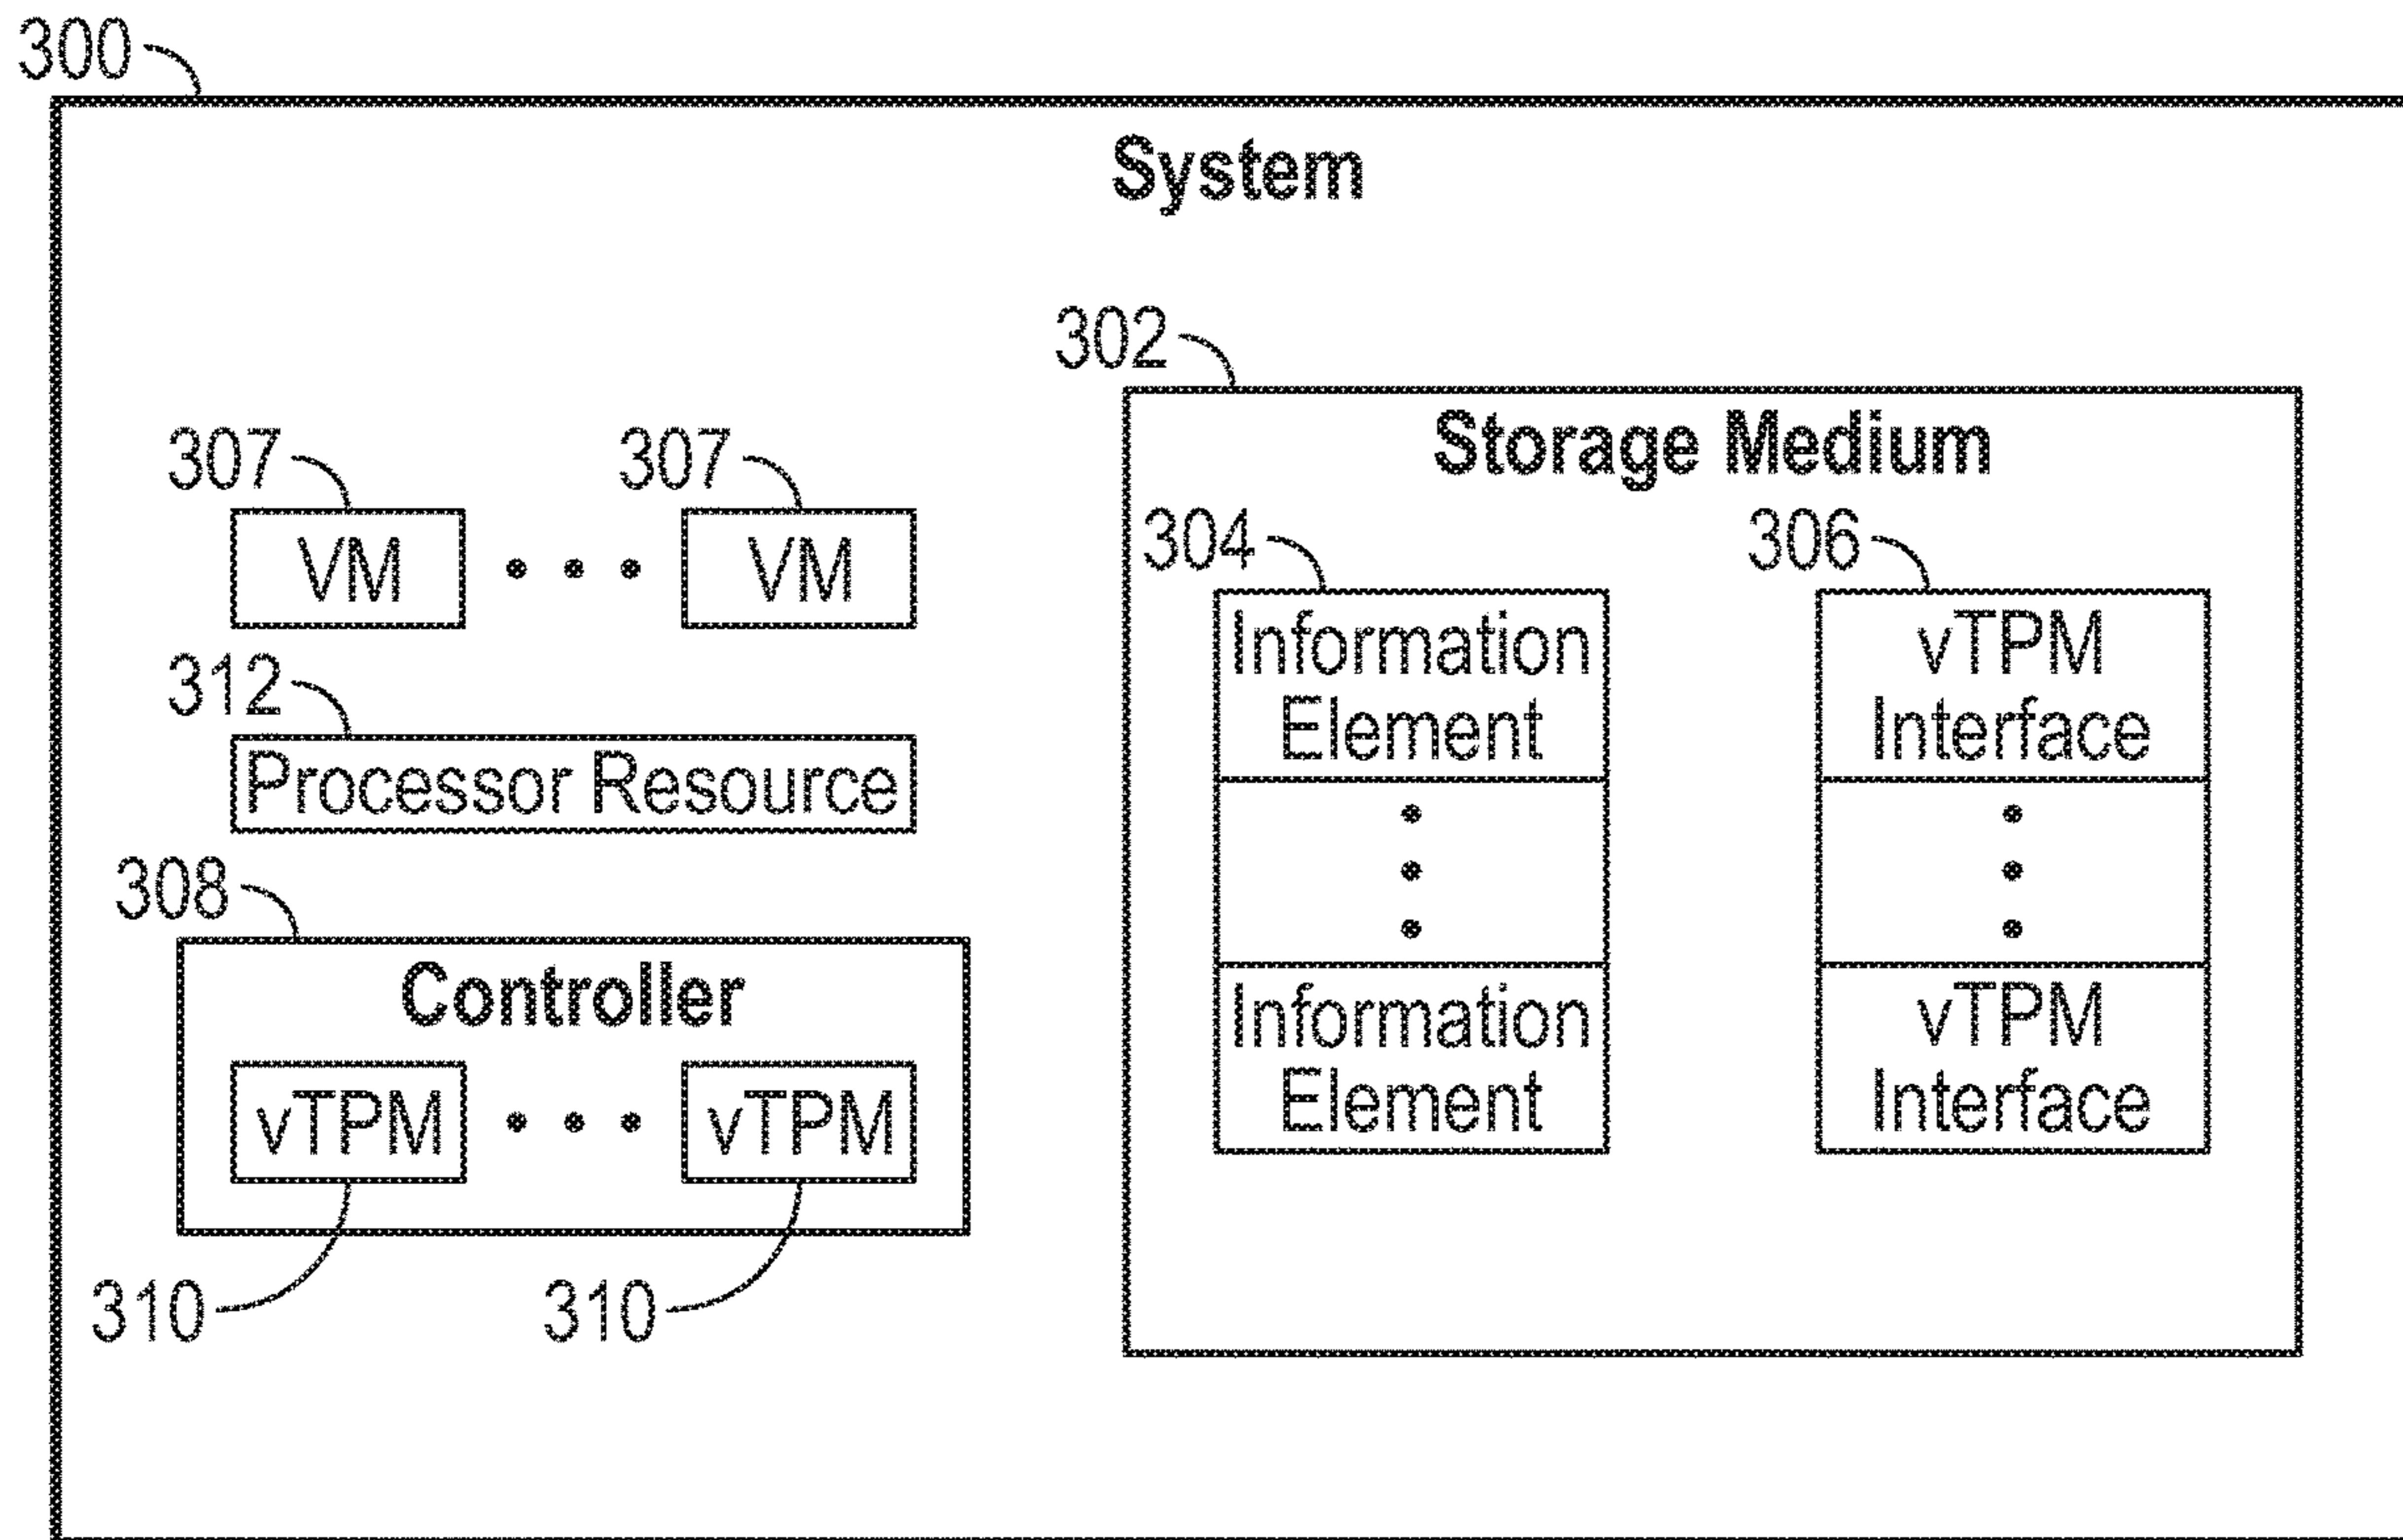 300
System
302
Storage Medium
307
307
VM
VM
304
306
Information
Element
vTPM
Interface
312
Processor Resource
308
Controller
vTPM
vTPM
Information
Element
vTPM
Interface
310
310